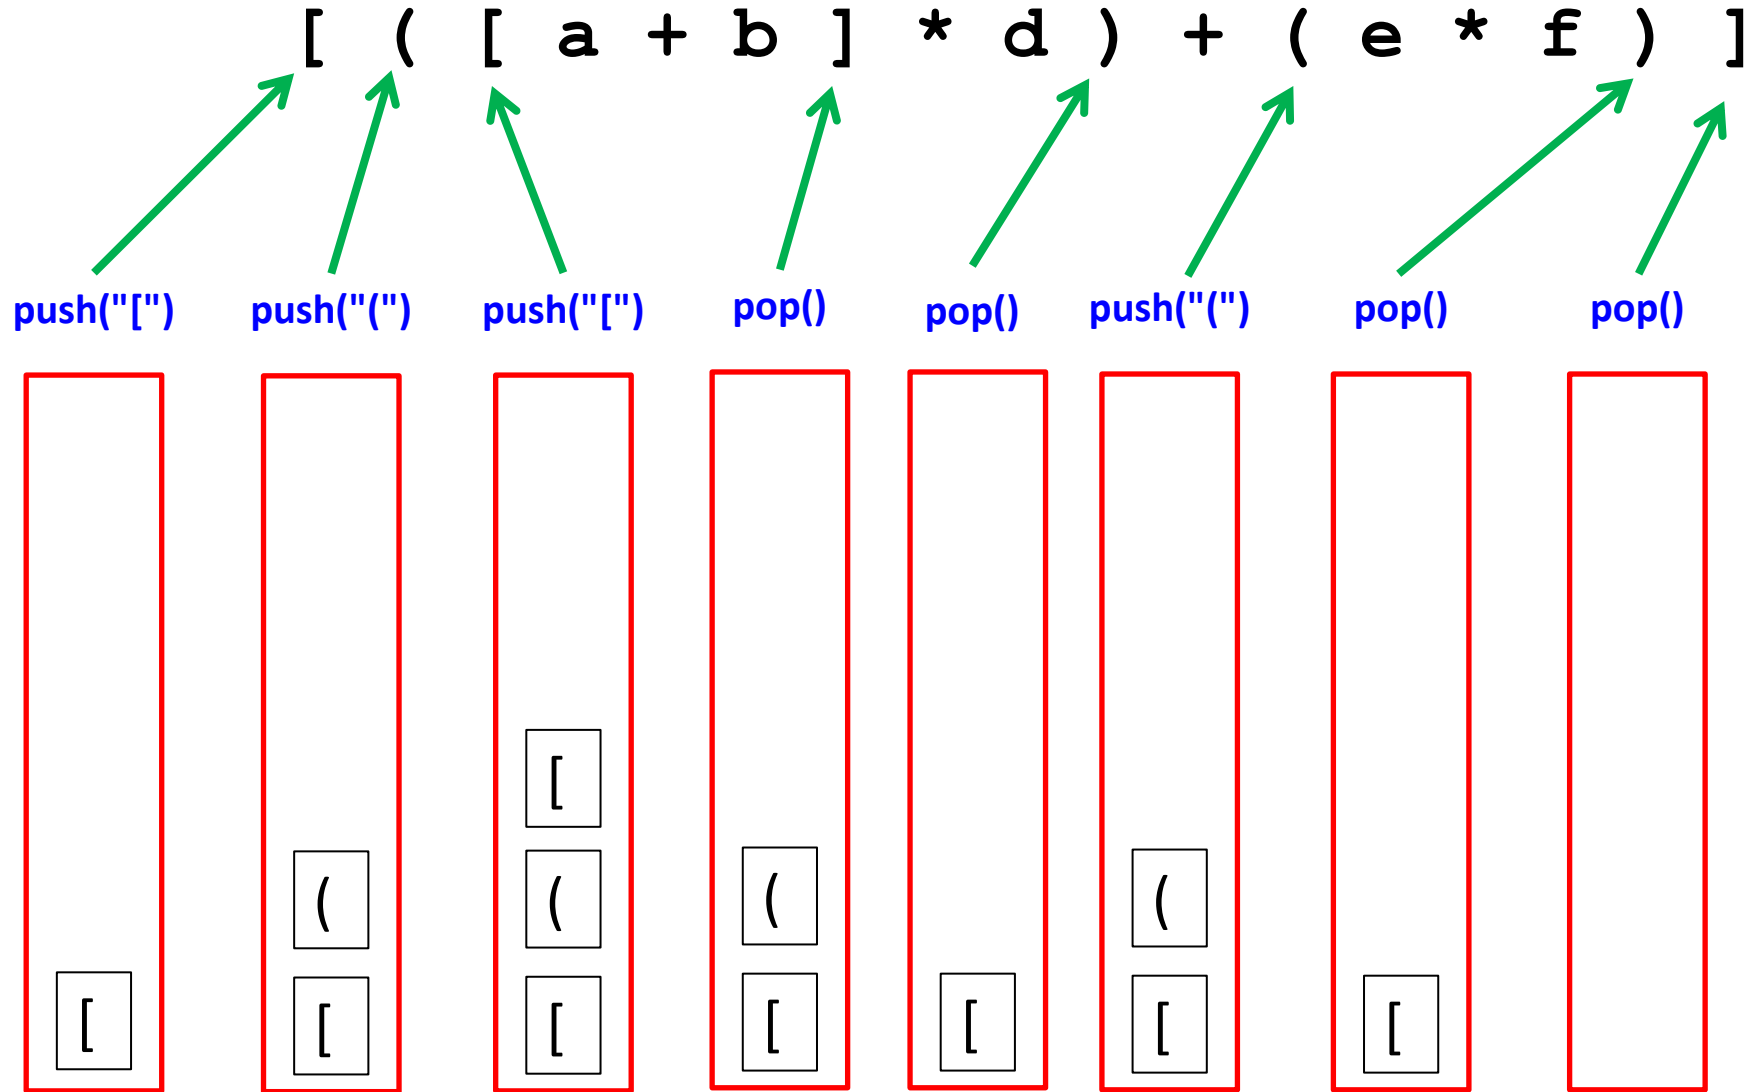 [ ( [ a + b ] * d ) + ( e * f ) ]
push("[") push("(") push("[") pop() pop() push("(") pop() pop()
[
( ( ( (
[ [ [ [ [ [ [